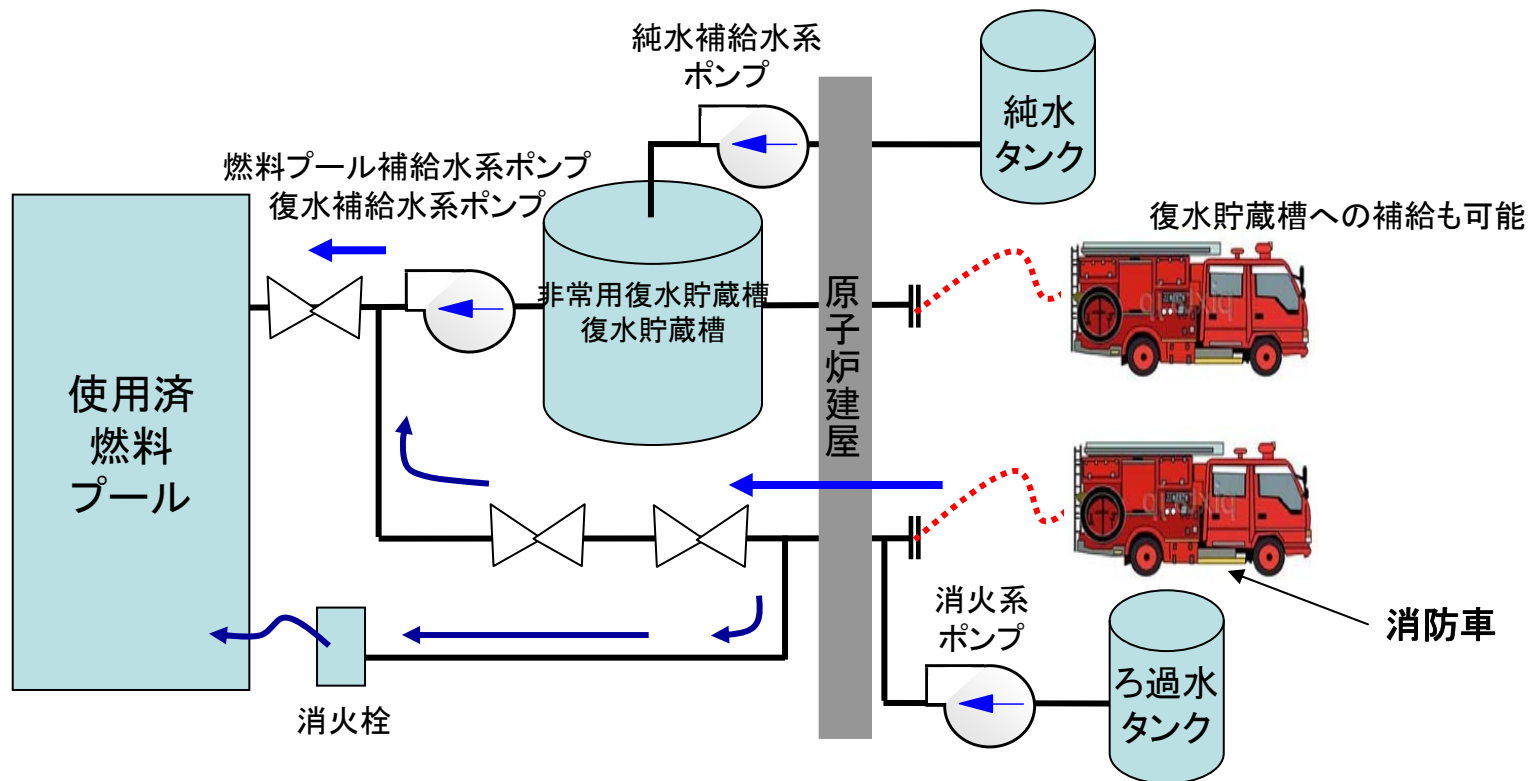 純水補給水系
ポンプ
純水
タンク
燃料プール補給水系ポンプ
復水補給水系ポンプ
復水貯蔵槽への補給も可能
非常用復水貯蔵槽
復水貯蔵槽
原子炉建屋
使用済
燃料
プール
消火系
ポンプ
消防車
ろ過水
タンク
消火栓